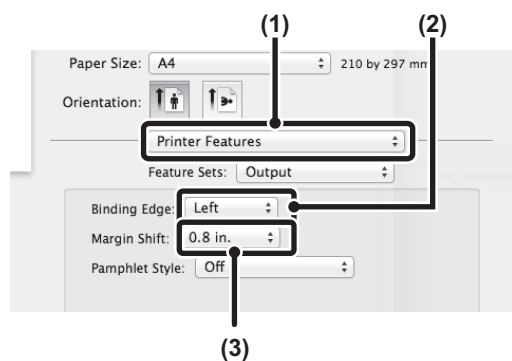 (1) (2)
Paper Size: A4 210 by 297 mm
Orientation:
Printer Features
Feature Sets: Output
Binding Edge: Left
Margin Shift: 0.8 in.
Pamphlet Style: Off
(3)